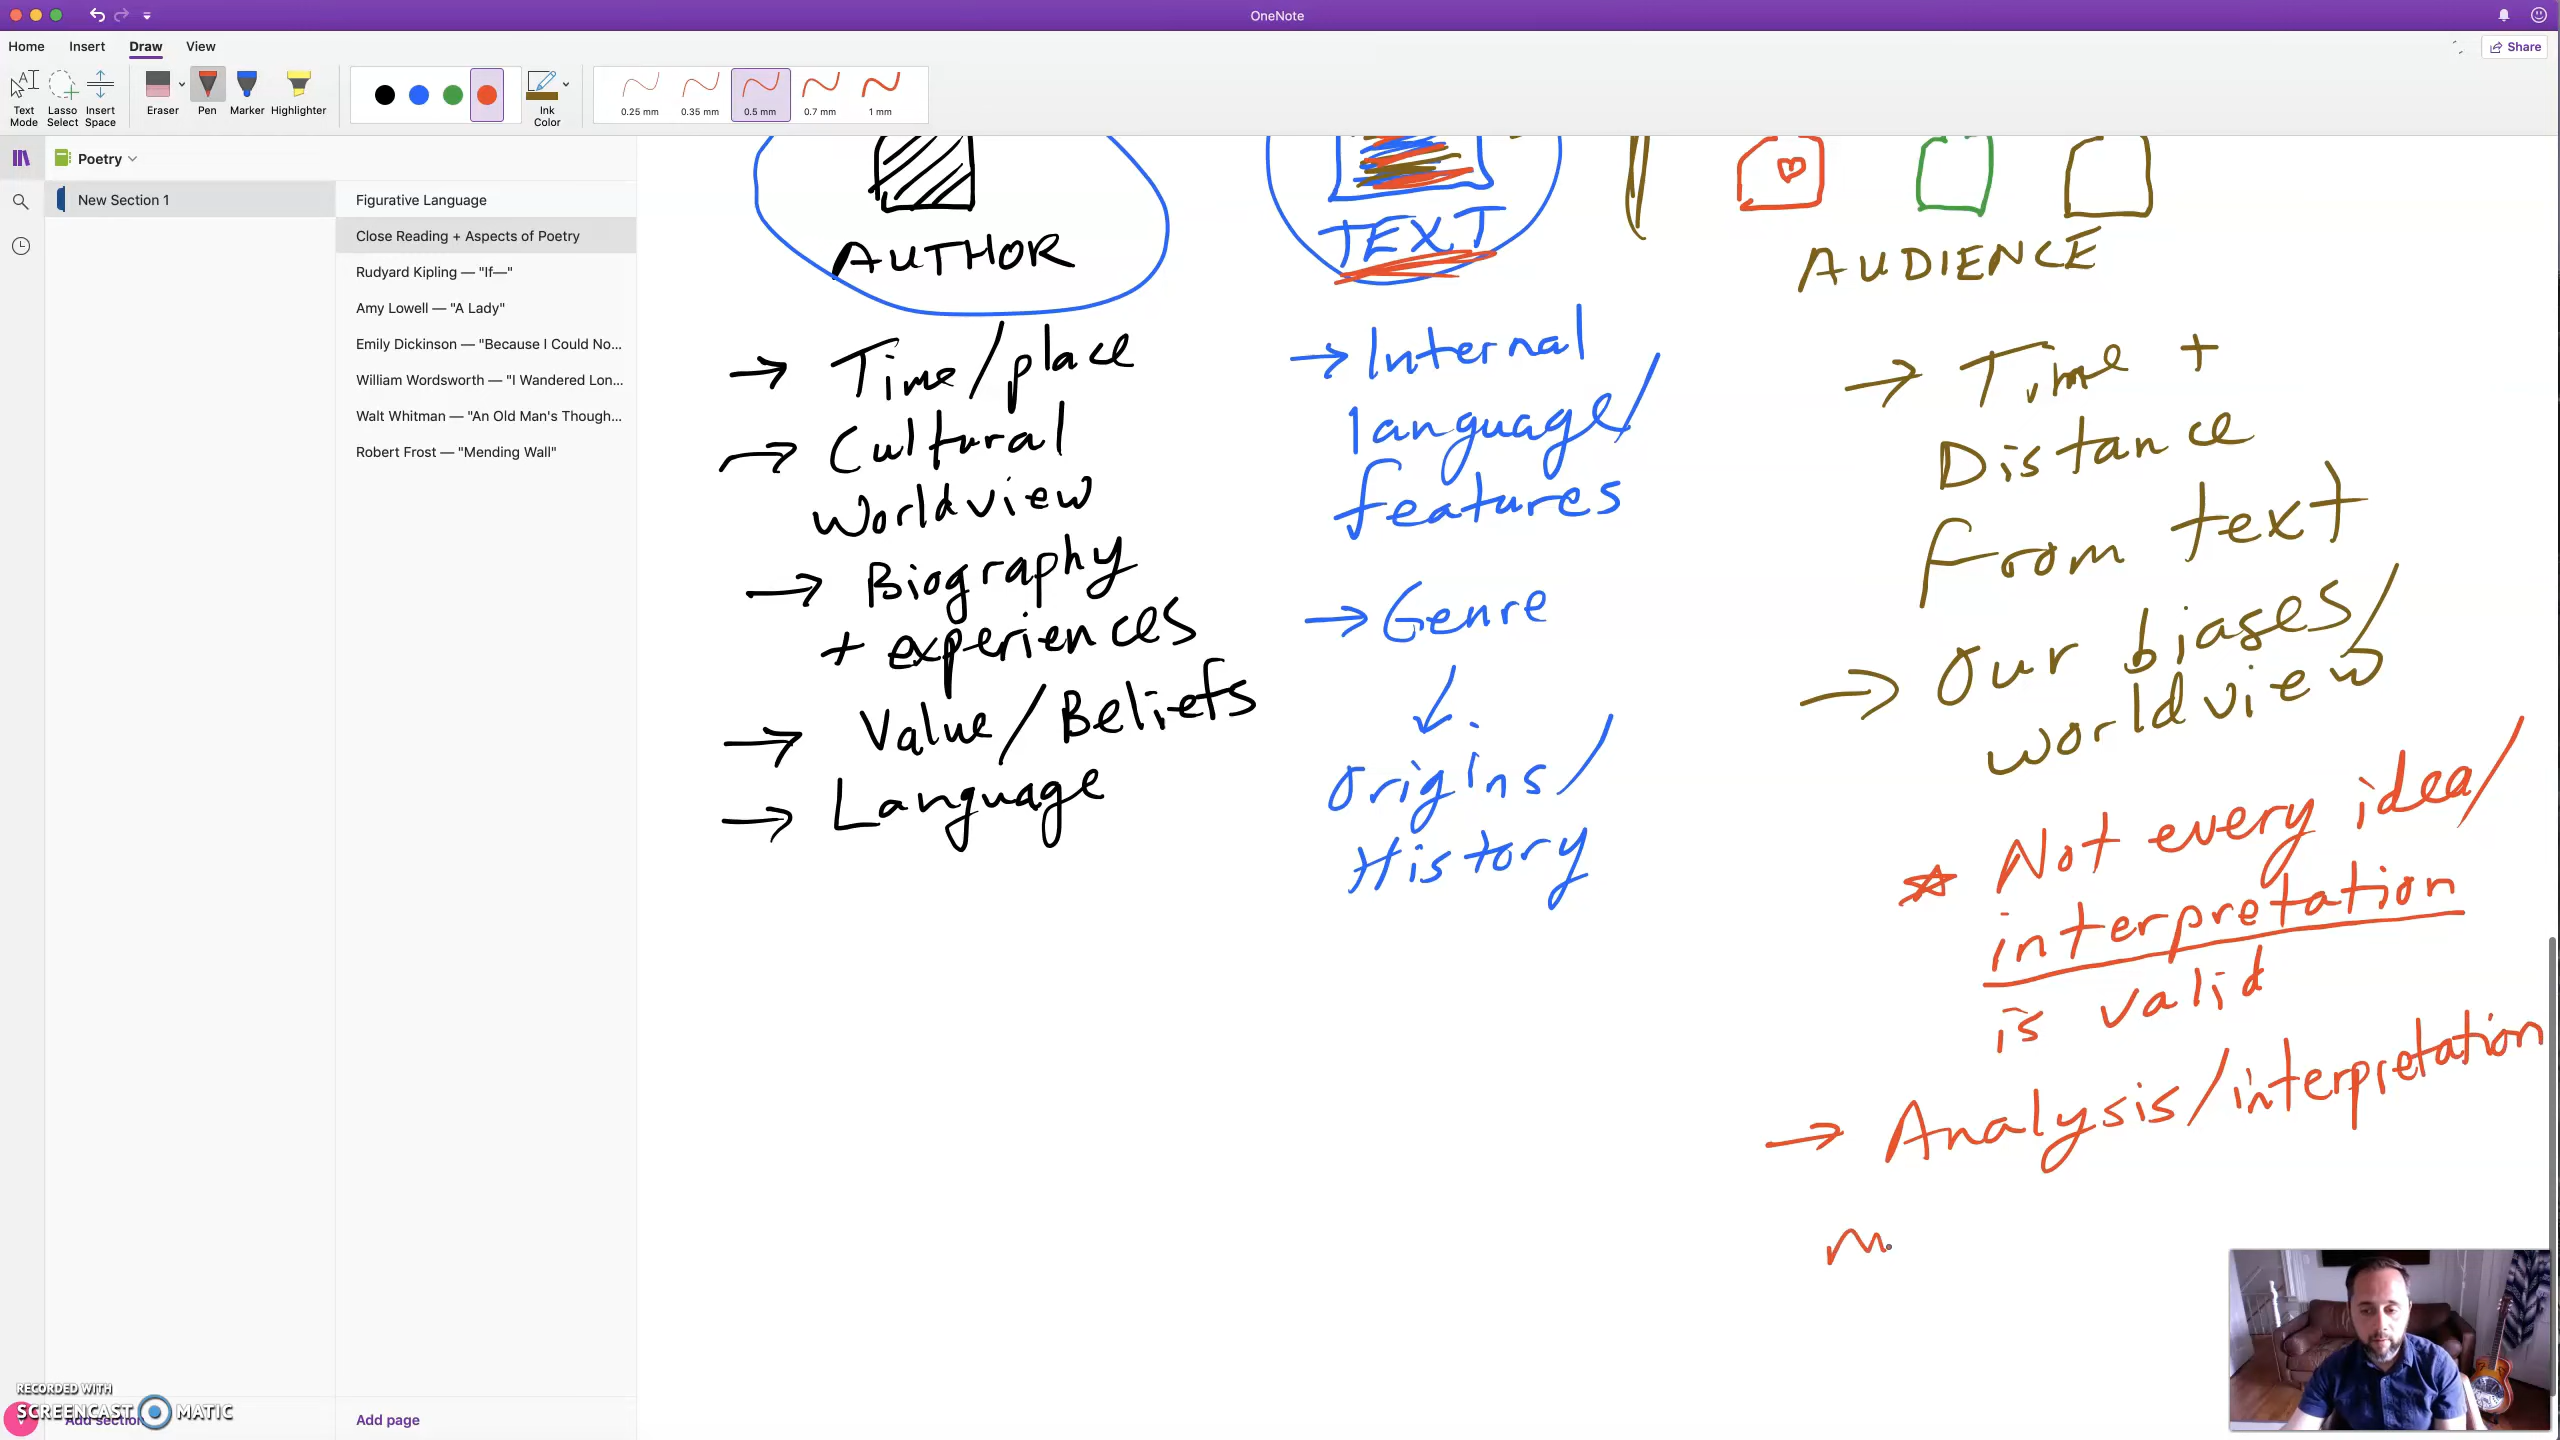 OneNote
Home Insert Draw View
Share
Text Mode
Lasso Select
Insert Space
Eraser
Pen
Marker
Highlighter
Ink Color
0.25 mm
0.35 mm
0.5 mm
0.7 mm
1 mm
Poetry
New Section 1
Figurative Language
Close Reading + Aspects of Poetry
Rudyard Kipling — "If—"
Amy Lowell — "A Lady"
Emily Dickinson — "Because I Could No...
William Wordsworth — "I Wandered Lon...
Walt Whitman — "An Old Man's Though...
Robert Frost — "Mending Wall"
AUTHOR
→ Time/place
→ Cultural
worldview
→ Biography
+ experiences
→ Value/Beliefs
→ Language
TEXT
→ Internal
language/
features
→ Genre
↓
origins/
History
AUDIENCE
→ Time +
Distance
from text
→ Our biases/
worldview
☆ Not every idea/
interpretation
is valid
→ Analysis/interpretation
m
RECORDED WITH
SCREENCAST MATIC
Add section
Add page